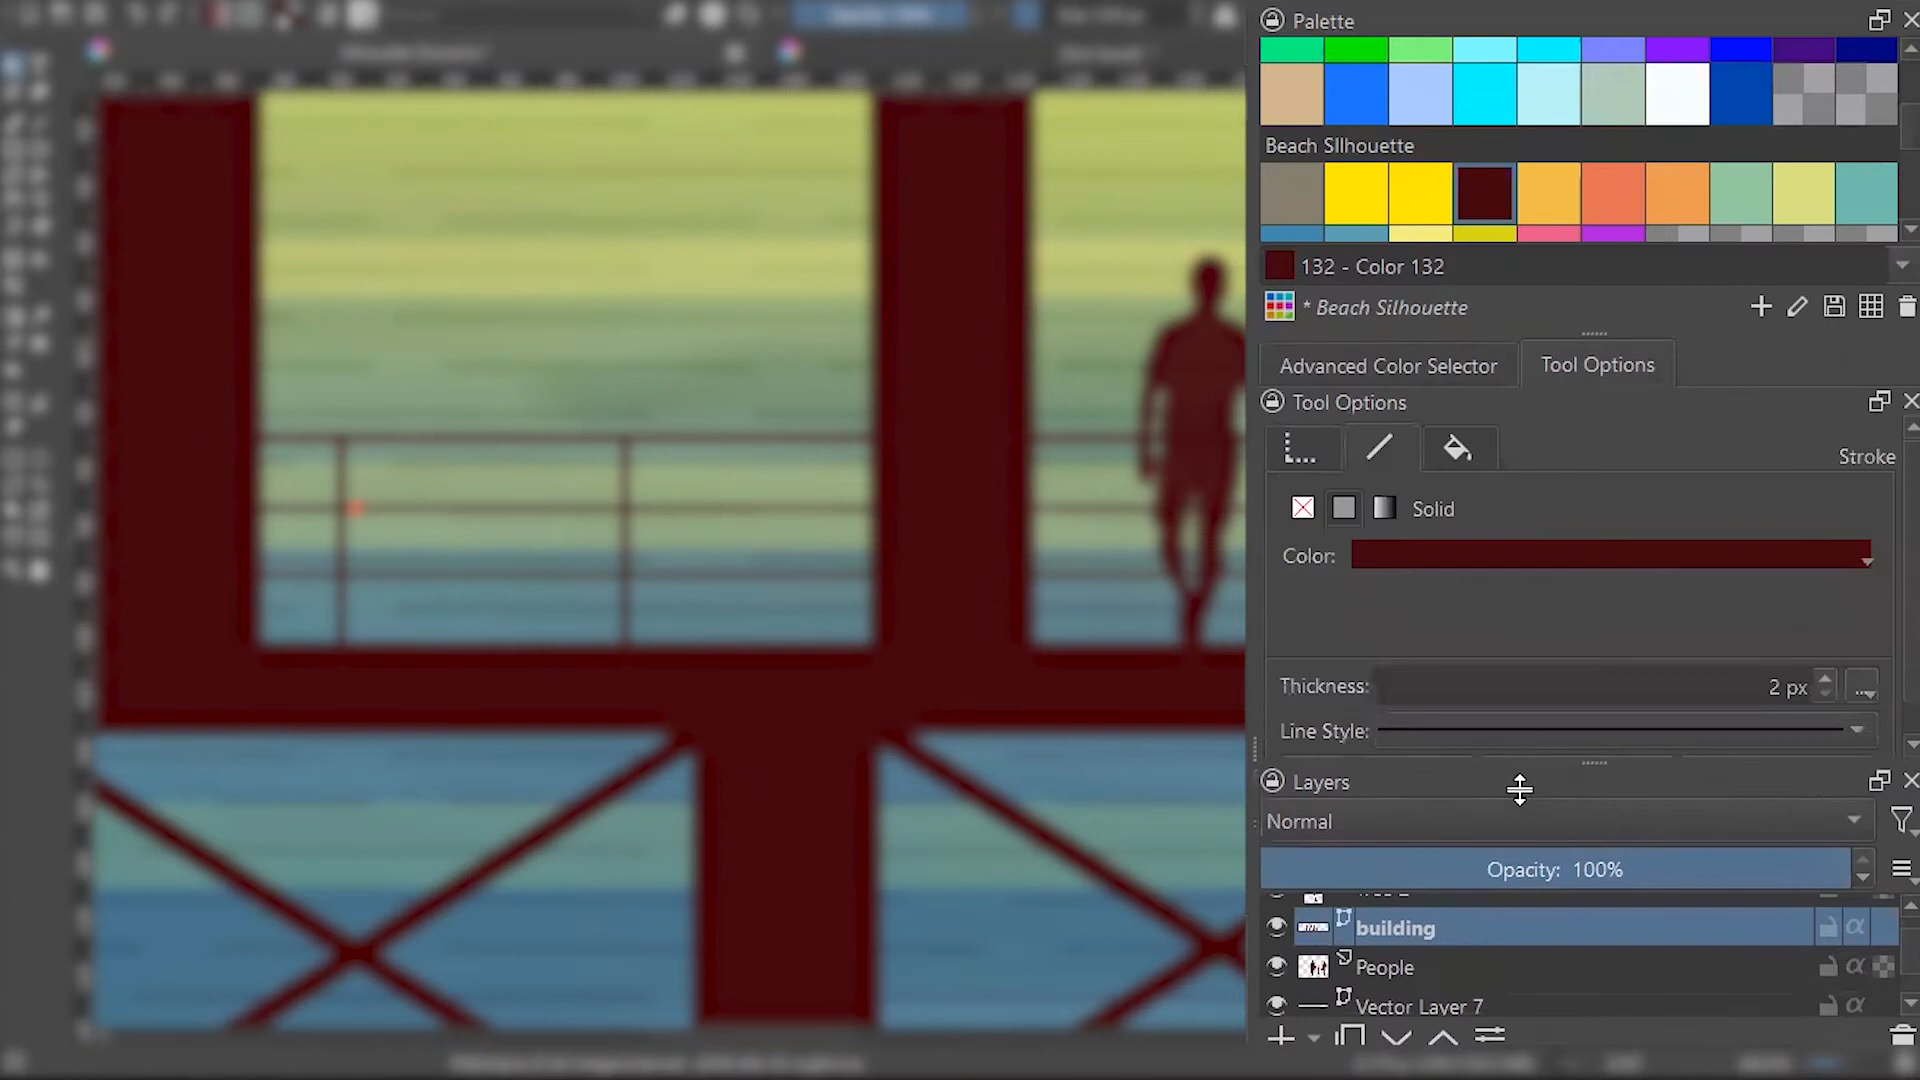 Palette
Beach SIlhouette
132 - Color 132
* Beach Silhouette
Advanced Color Selector
Tool Options
Tool Options
Stroke
Solid
Color:
Thickness:
2 px
...
Line Style:
Layers
Normal
Opacity: 100%
building
People
Vector Layer 7